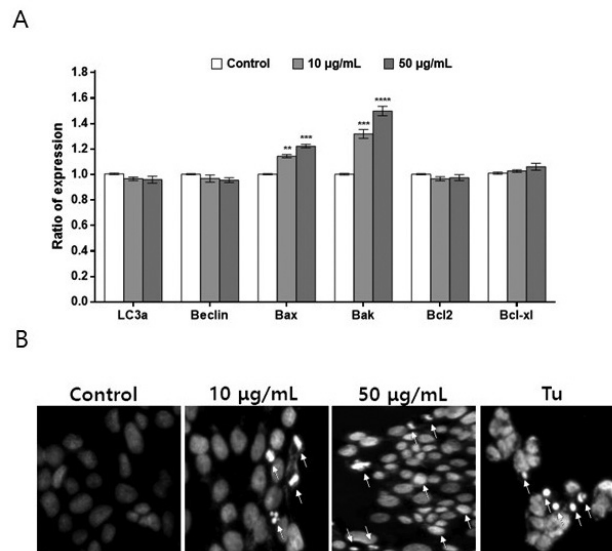 A
Control 10 µg/mL 50 µg/mL
1.8
1.6
1.4
1.2
1.0
0.8
0.6
0.4
0.2
0.0
Ratio of expression
** ***
*** ****
LC3a Beclin Bax Bak Bcl2 Bcl-xl
B
Control 10 µg/mL 50 µg/mL Tu